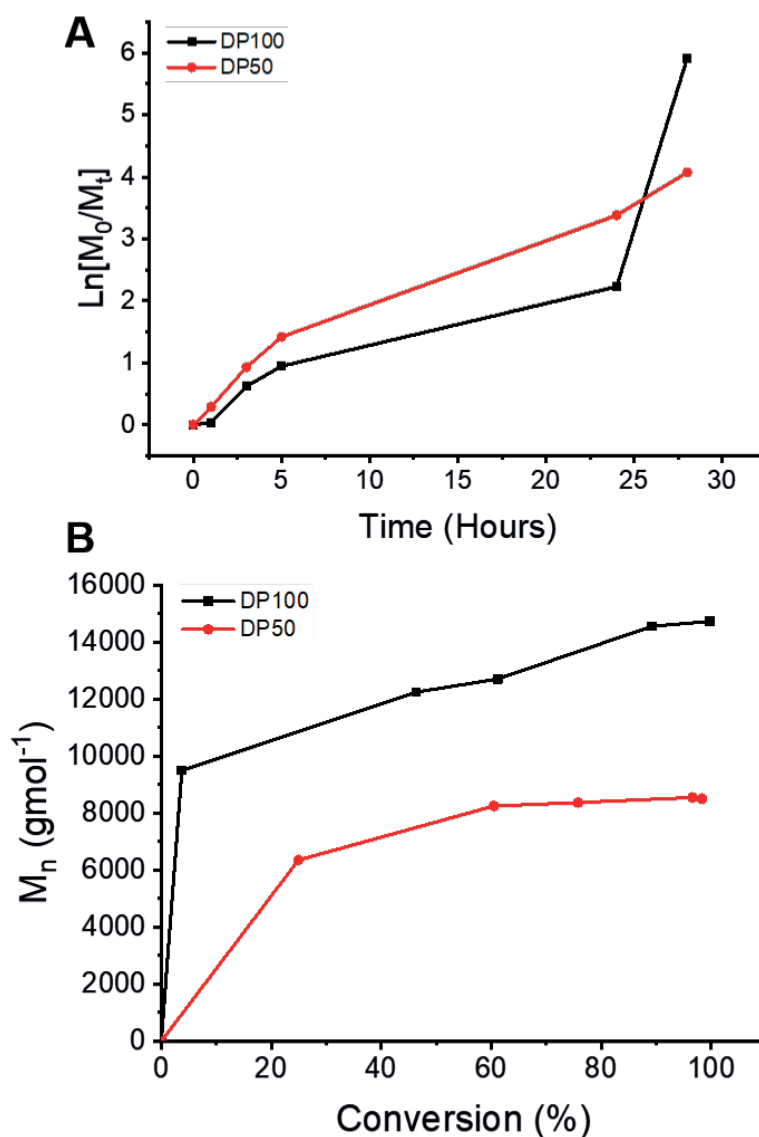 A
DP100
DP50
6
5
4
3
2
1
0
Ln[M₀/Mₜ]
0 5 10 15 20 25 30
Time (Hours)
B
DP100
DP50
16000
14000
12000
10000
8000
6000
4000
2000
0
Mₙ (gmol⁻¹)
0 20 40 60 80 100
Conversion (%)